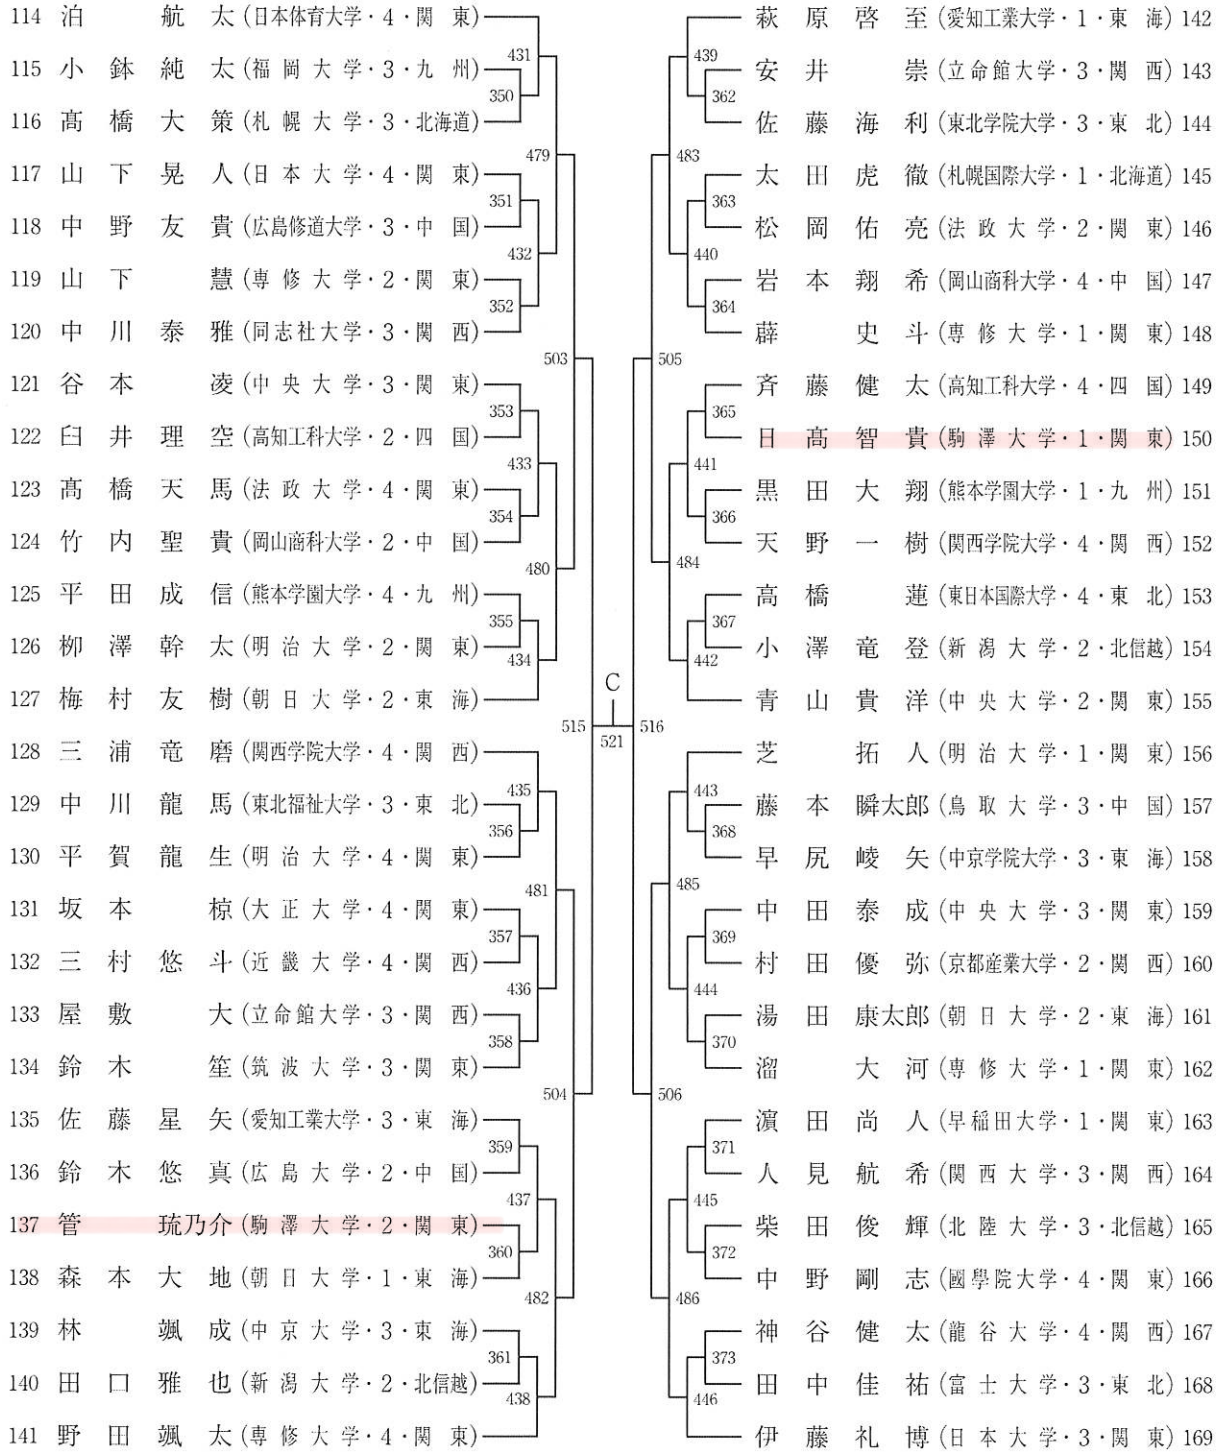 114 泊 航 太 (日本体育大学・4・関 東)
115 小 鉢 純 太 (福 岡 大 学・3・九 州)
116 髙 橋 大 策 (札 幌 大 学・3・北海道)
117 山 下 晃 人 (日 本 大 学・4・関 東)
118 中 野 友 貴 (広島修道大学・3・中 国)
119 山 下 慧 (専 修 大 学・2・関 東)
120 中 川 泰 雅 (同志社大学・3・関 西)
121 谷 本 凌 (中 央 大 学・3・関 東)
122 臼 井 理 空 (高知工科大学・2・四 国)
123 髙 橋 天 馬 (法 政 大 学・4・関 東)
124 竹 内 聖 貴 (岡山商科大学・2・中 国)
125 平 田 成 信 (熊本学園大学・4・九 州)
126 柳 澤 幹 太 (明 治 大 学・2・関 東)
127 梅 村 友 樹 (朝 日 大 学・2・東 海)
128 三 浦 竜 磨 (関西学院大学・4・関 西)
129 中 川 龍 馬 (東北福祉大学・3・東 北)
130 平 賀 龍 生 (明 治 大 学・4・関 東)
131 坂 本 椋 (大 正 大 学・4・関 東)
132 三 村 悠 斗 (近 畿 大 学・4・関 西)
133 屋 敷 大 (立命館大学・3・関 西)
134 鈴 木 笙 (筑 波 大 学・3・関 東)
135 佐 藤 星 矢 (愛知工業大学・3・東 海)
136 鈴 木 悠 真 (広 島 大 学・2・中 国)
137 管 琉乃介 (駒 澤 大 学・2・関 東)
138 森 本 大 地 (朝 日 大 学・1・東 海)
139 林 颯 成 (中 京 大 学・3・東 海)
140 田 口 雅 也 (新 潟 大 学・2・北信越)
141 野 田 颯 太 (専 修 大 学・4・関 東)
431
350
479
351
432
352
503
353
433
354
480
355
434
515
435
356
481
357
436
358
504
359
437
360
482
361
438
C
521
516
439
362
483
363
440
364
505
365
441
366
484
367
442
443
368
485
369
444
370
506
371
445
372
486
373
446
萩 原 啓 至 (愛知工業大学・1・東 海) 142
安 井 崇 (立命館大学・3・関 西) 143
佐 藤 海 利 (東北学院大学・3・東 北) 144
太 田 虎 徹 (札幌国際大学・1・北海道) 145
松 岡 佑 亮 (法 政 大 学・2・関 東) 146
岩 本 翔 希 (岡山商科大学・4・中 国) 147
薜 史 斗 (専 修 大 学・1・関 東) 148
斉 藤 健 太 (高知工科大学・4・四 国) 149
日 髙 智 貴 (駒 澤 大 学・1・関 東) 150
黒 田 大 翔 (熊本学園大学・1・九 州) 151
天 野 一 樹 (関西学院大学・4・関 西) 152
高 橋 蓮 (東日本国際大学・4・東 北) 153
小 澤 竜 登 (新 潟 大 学・2・北信越) 154
青 山 貴 洋 (中 央 大 学・2・関 東) 155
芝 拓 人 (明 治 大 学・1・関 東) 156
藤 本 瞬太郎 (鳥 取 大 学・3・中 国) 157
早 尻 崚 矢 (中京学院大学・3・東 海) 158
中 田 泰 成 (中 央 大 学・3・関 東) 159
村 田 優 弥 (京都産業大学・2・関 西) 160
湯 田 康太郎 (朝 日 大 学・2・東 海) 161
溜 大 河 (専 修 大 学・1・関 東) 162
濵 田 尚 人 (早稲田大学・1・関 東) 163
人 見 航 希 (関 西 大 学・3・関 西) 164
柴 田 俊 輝 (北 陸 大 学・3・北信越) 165
中 野 剛 志 (國學院大学・4・関 東) 166
神 谷 健 太 (龍 谷 大 学・4・関 西) 167
田 中 佳 祐 (富 士 大 学・3・東 北) 168
伊 藤 礼 博 (日 本 大 学・3・関 東) 169